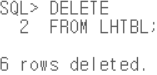 SQL> DELETE
  2  FROM LHTBL;
6 rows deleted.